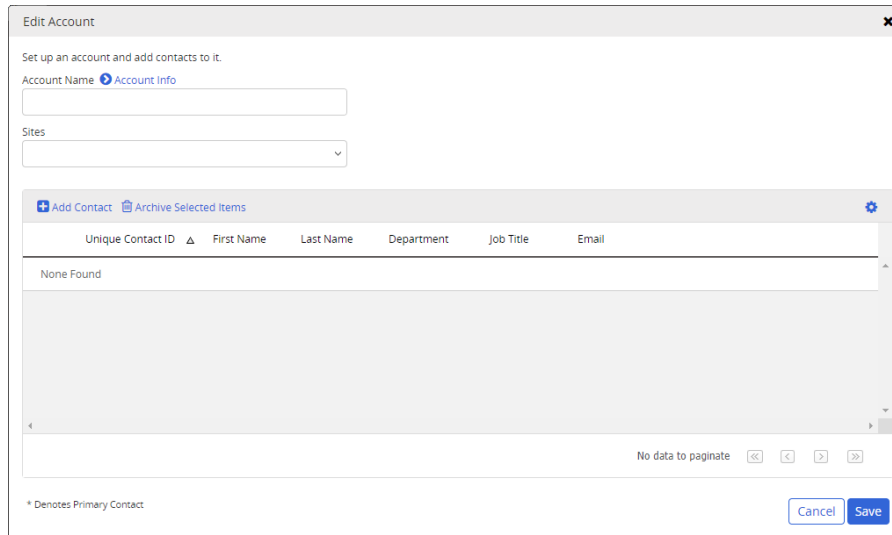 Edit Account
Set up an account and add contacts to it.
Account Name Account Info
Sites
Add Contact Archive Selected Items
Unique Contact ID First Name Last Name Department Job Title Email
None Found
No data to paginate
* Denotes Primary Contact
Cancel Save